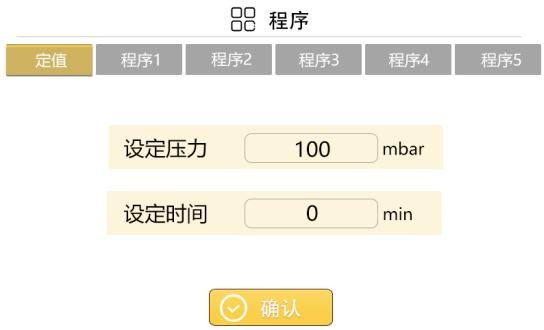 程序
定值 程序1 程序2 程序3 程序4 程序5
设定压力 100 mbar
设定时间 0 min
确认